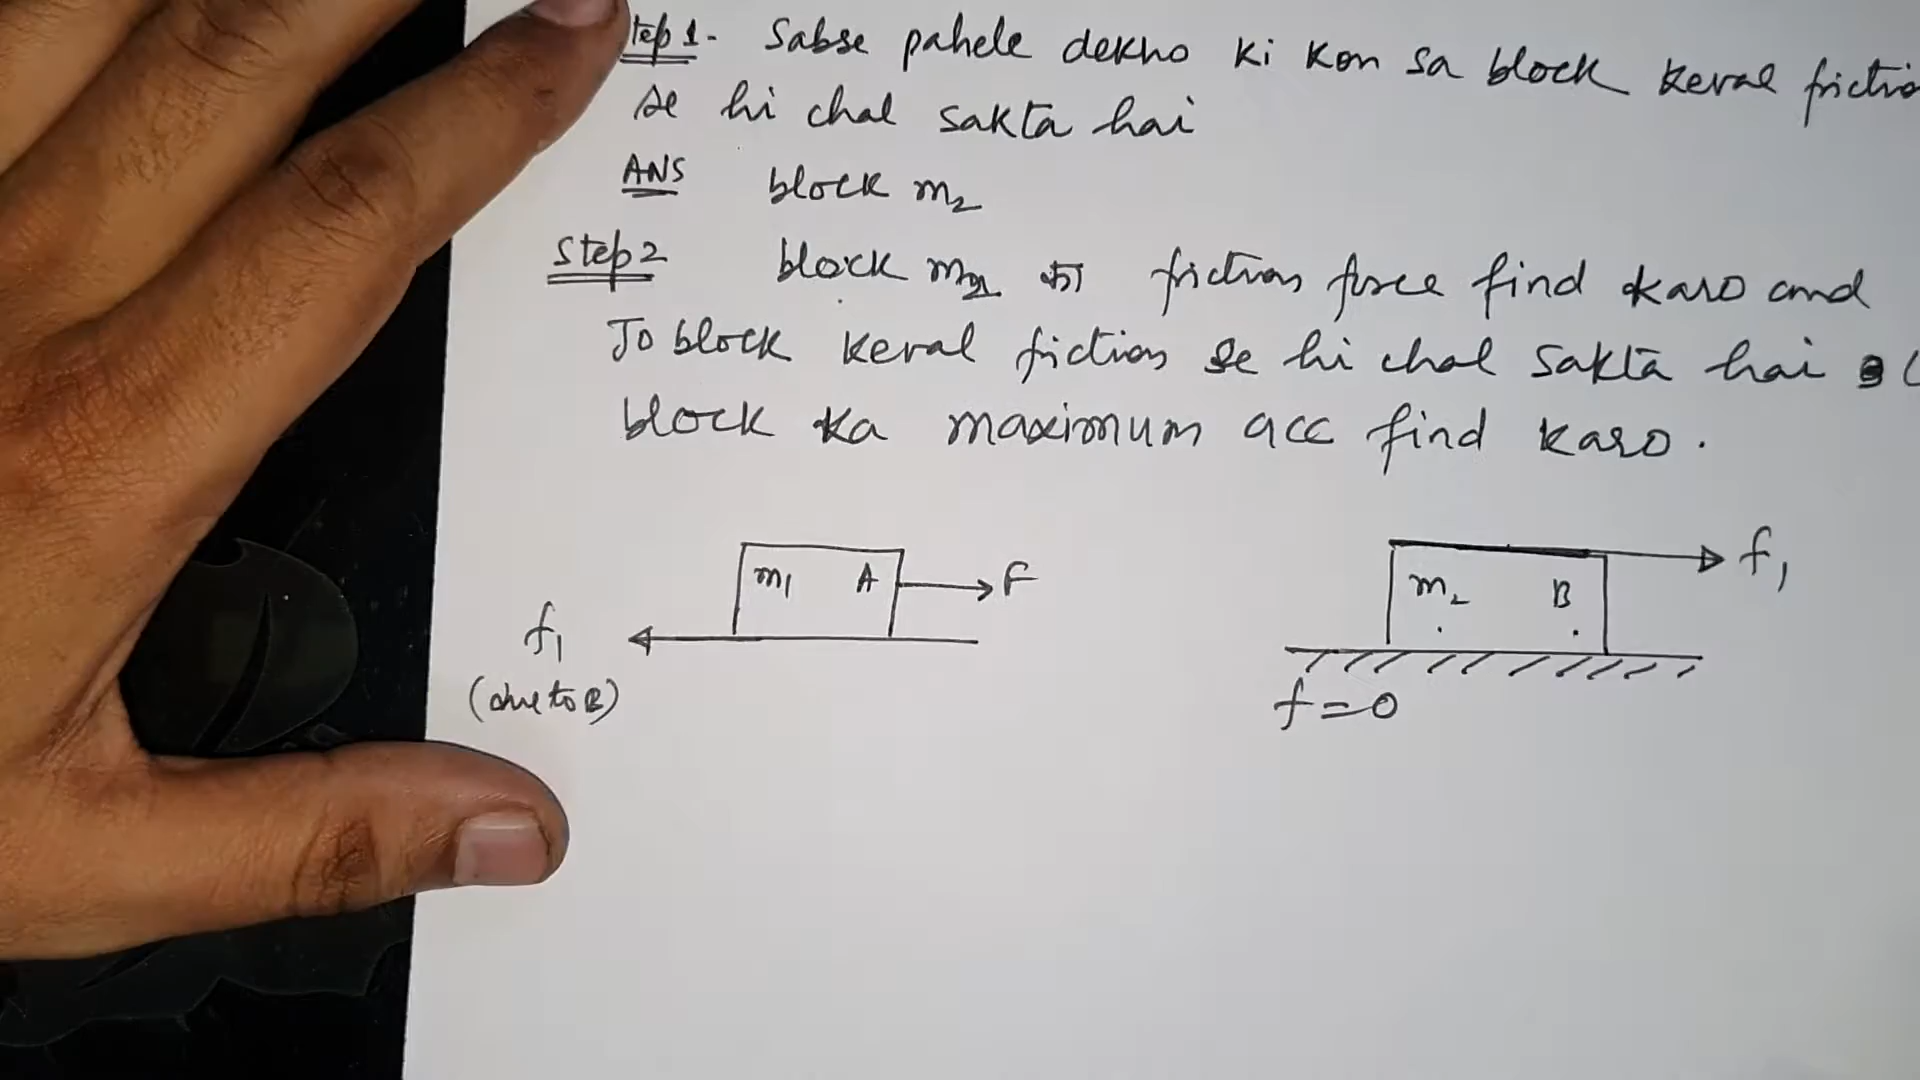 tep 1- Sabse pahele dekho ki kon sa block keval frictio
se hi chal sakta hai
ANS block m₂
Step 2 block m₂ का friction force find karo and
Jo block keval friction se hi chal sakta hai
block ka maximum acc find karo.
m₁ A F
f₁
(due to B)
m₂ B f₁
f=0